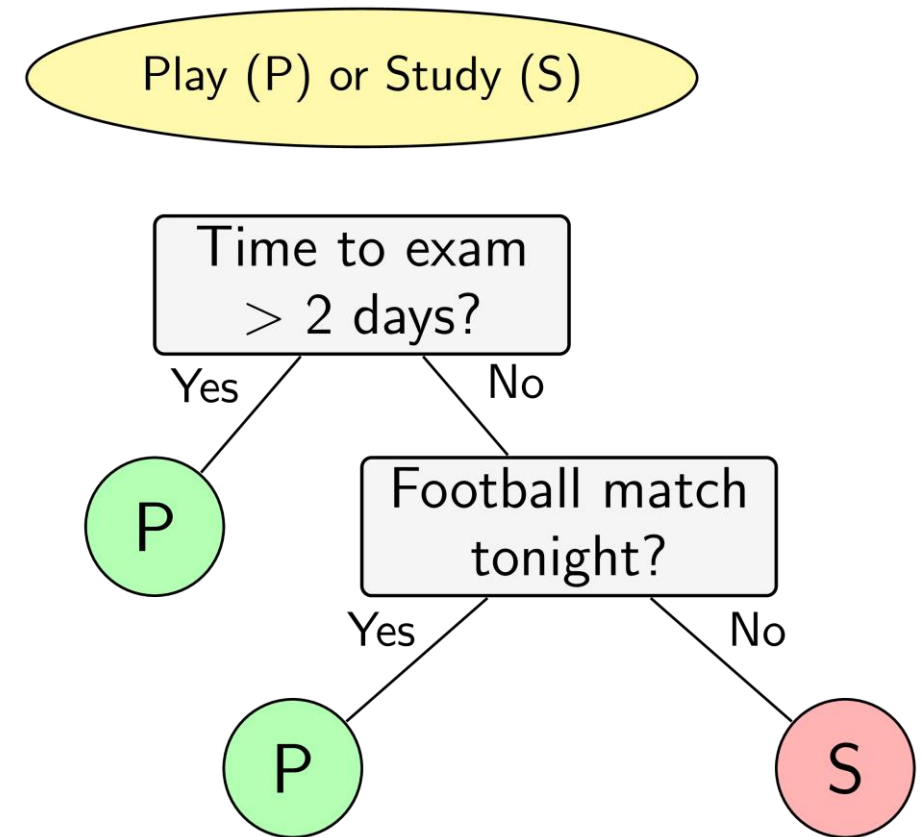 Play (P) or Study (S)
Time to exam
> 2 days?
Yes
No
P
Football match
tonight?
Yes
No
P
S